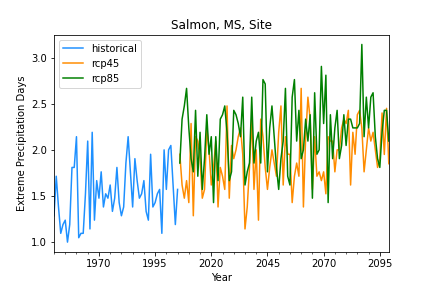 Salmon, MS, Site
historical
rcp45
rcp85
Extreme Precipitation Days
3.0
2.5
2.0
1.5
1.0
1970 1995 2020 2045 2070 2095
Year